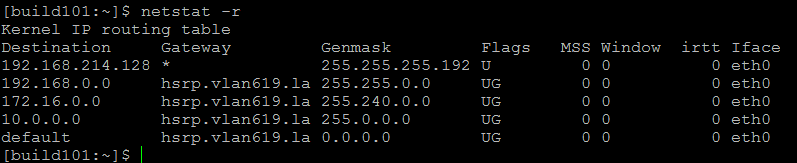 [build101:~]$ netstat -r
Kernel IP routing table
Destination     Gateway         Genmask         Flags   MSS Window  irtt Iface
192.168.214.128 *               255.255.255.192 U         0 0          0 eth0
192.168.0.0     hsrp.vlan619.la 255.255.0.0     UG        0 0          0 eth0
172.16.0.0      hsrp.vlan619.la 255.240.0.0     UG        0 0          0 eth0
10.0.0.0        hsrp.vlan619.la 255.0.0.0       UG        0 0          0 eth0
default         hsrp.vlan619.la 0.0.0.0         UG        0 0          0 eth0
[build101:~]$